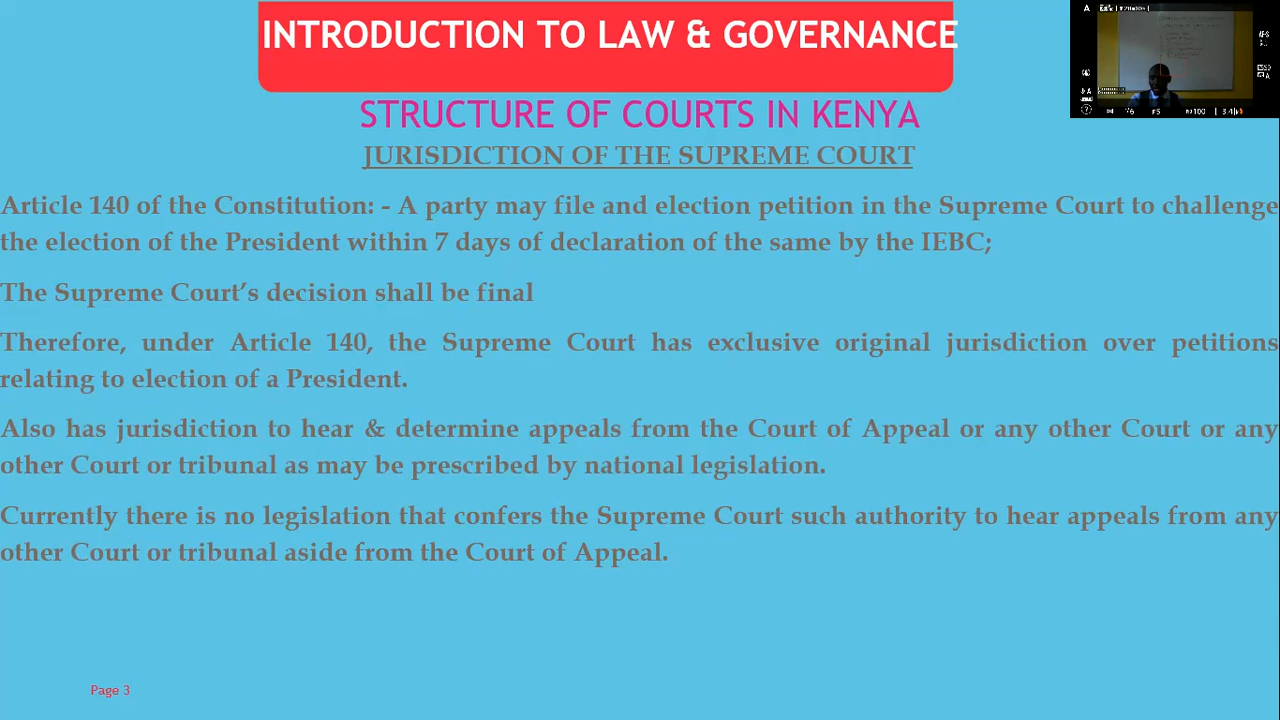 INTRODUCTION TO LAW & GOVERNANCE
STRUCTURE OF COURTS IN KENYA
JURISDICTION OF THE SUPREME COURT
Article 140 of the Constitution: - A party may file and election petition in the Supreme Court to challenge
the election of the President within 7 days of declaration of the same by the IEBC;
The Supreme Court's decision shall be final
Therefore, under Article 140, the Supreme Court has exclusive original jurisdiction over petitions
relating to election of a President.
Also has jurisdiction to hear & determine appeals from the Court of Appeal or any other Court or any
other Court or tribunal as may be prescribed by national legislation.
Currently there is no legislation that confers the Supreme Court such authority to hear appeals from any
other Court or tribunal aside from the Court of Appeal.
Page 3